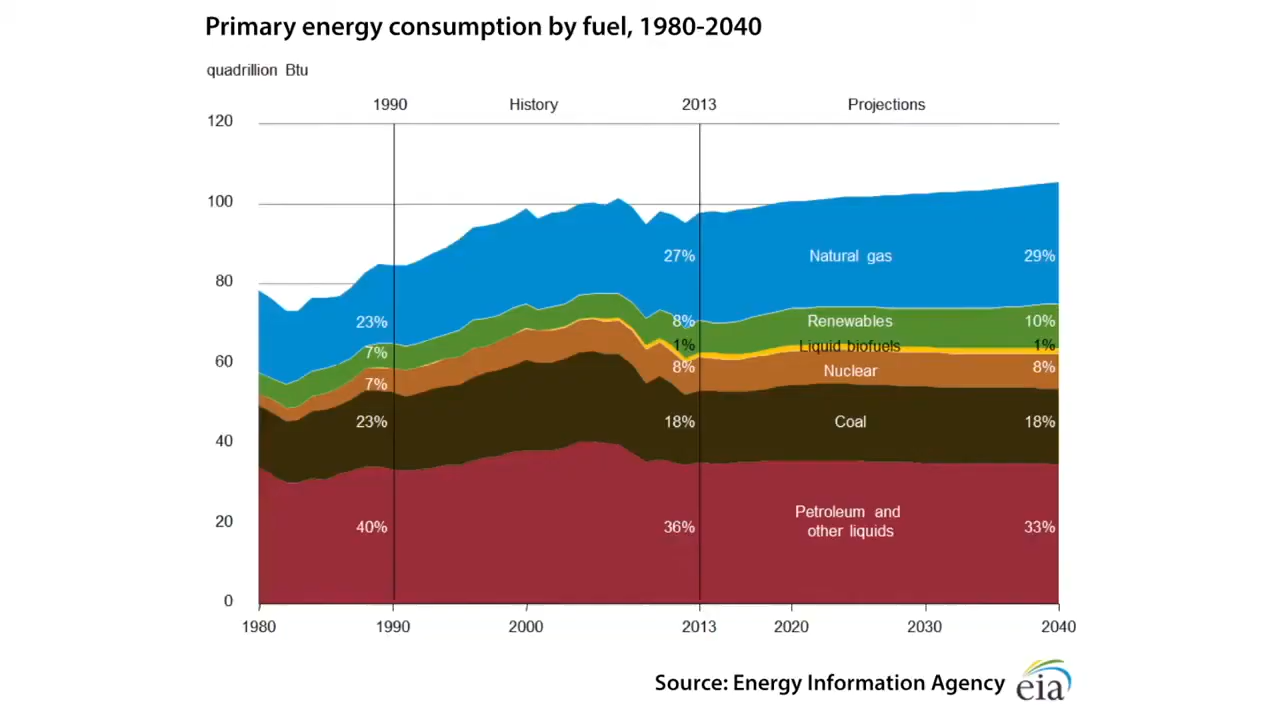 Primary energy consumption by fuel, 1980-2040
quadrillion Btu
1990 History 2013 Projections
120
100
80
60
40
20
0
23%
7%
7%
23%
40%
27%
8%
1%
8%
18%
36%
Natural gas
Renewables
Liquid biofuels
Nuclear
Coal
Petroleum and
other liquids
29%
10%
1%
8%
18%
33%
1980 1990 2000 2013 2020 2030 2040
Source: Energy Information Agency
eia